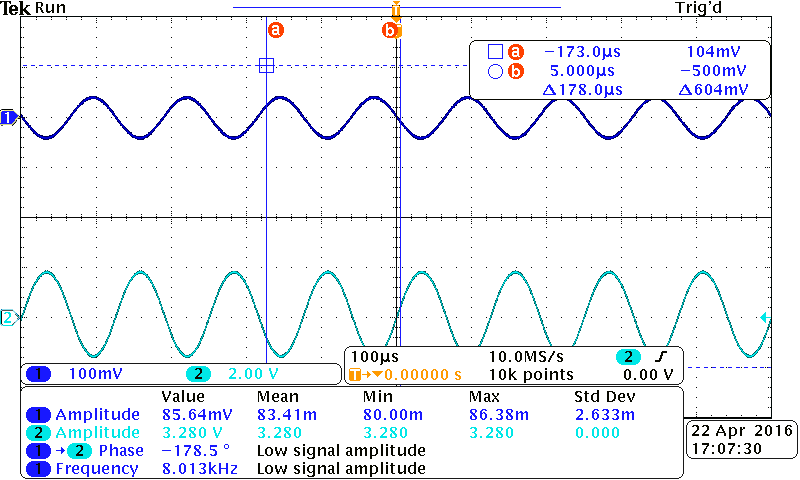 Tek Run Trig'd
T
a b
a −173.0µs 104mV
b 5.000µs −500mV
Δ178.0µs Δ604mV
1
2
1 100mV 2 2.00 V
100µs 10.0MS/s 2 
T→▼0.00000 s 10k points 0.00 V
Value Mean Min Max Std Dev
1 Amplitude 85.64mV 83.41m 80.00m 86.38m 2.633m
2 Amplitude 3.280 V 3.280 3.280 3.280 0.000
1 → 2 Phase −178.5 ° Low signal amplitude
1 Frequency 8.013kHz Low signal amplitude
22 Apr 2016
17:07:30